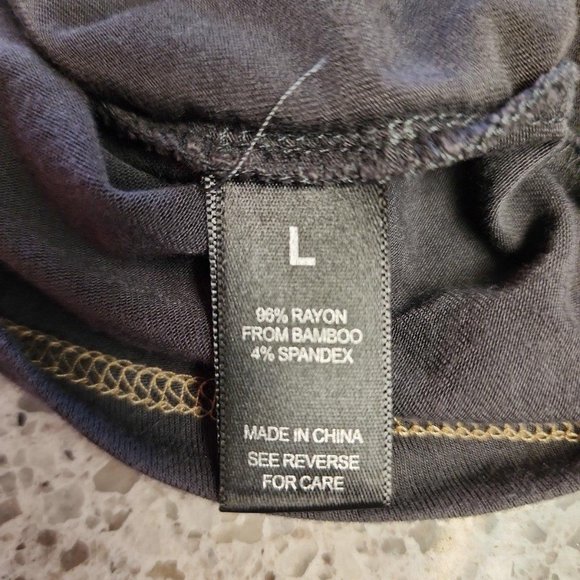 L
96% RAYON
FROM BAMBOO
4% SPANDEX
MADE IN CHINA
SEE REVERSE
FOR CARE